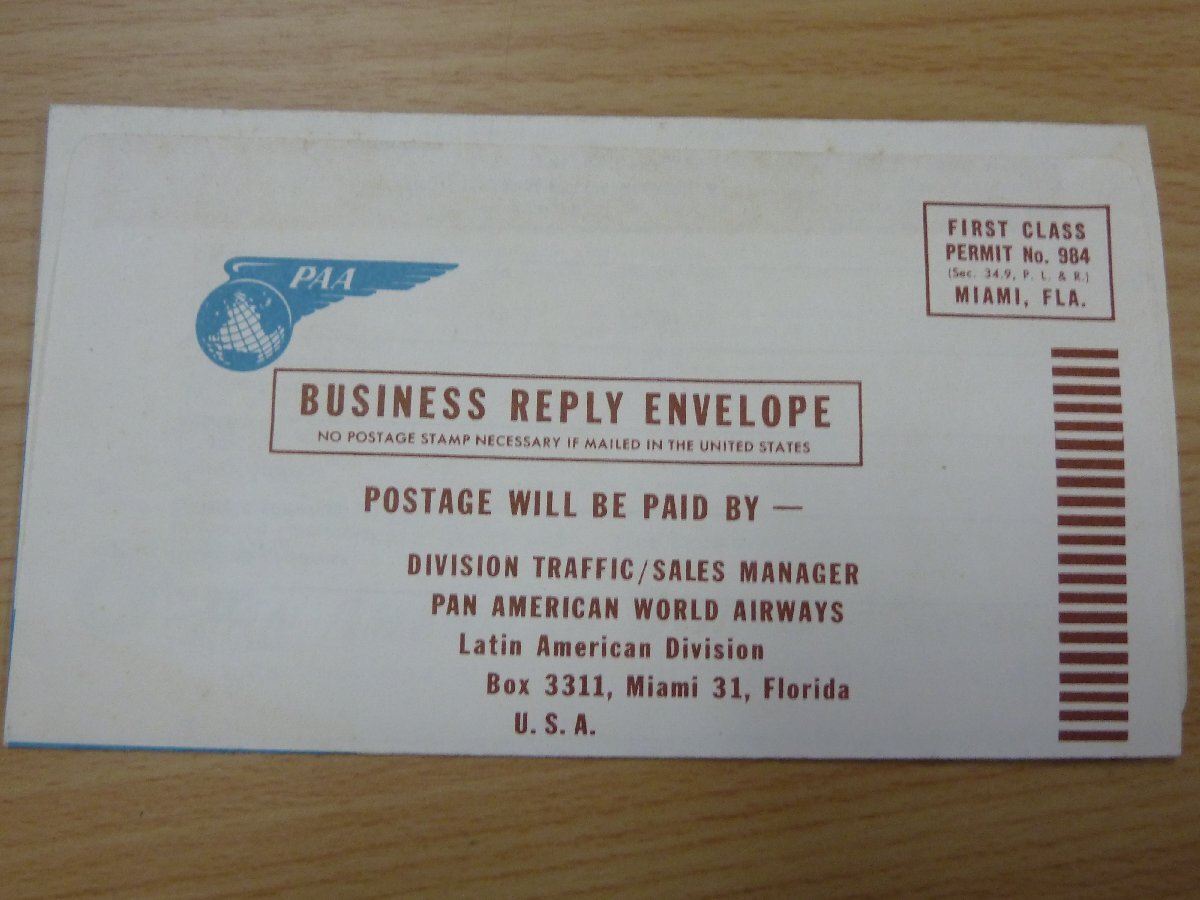 PAA
FIRST CLASS
PERMIT No. 984
(Sec. 34.9, P. L. & R.)
MIAMI, FLA.
BUSINESS REPLY ENVELOPE
NO POSTAGE STAMP NECESSARY IF MAILED IN THE UNITED STATES
POSTAGE WILL BE PAID BY —
DIVISION TRAFFIC/SALES MANAGER
PAN AMERICAN WORLD AIRWAYS
Latin American Division
Box 3311, Miami 31, Florida
U. S. A.